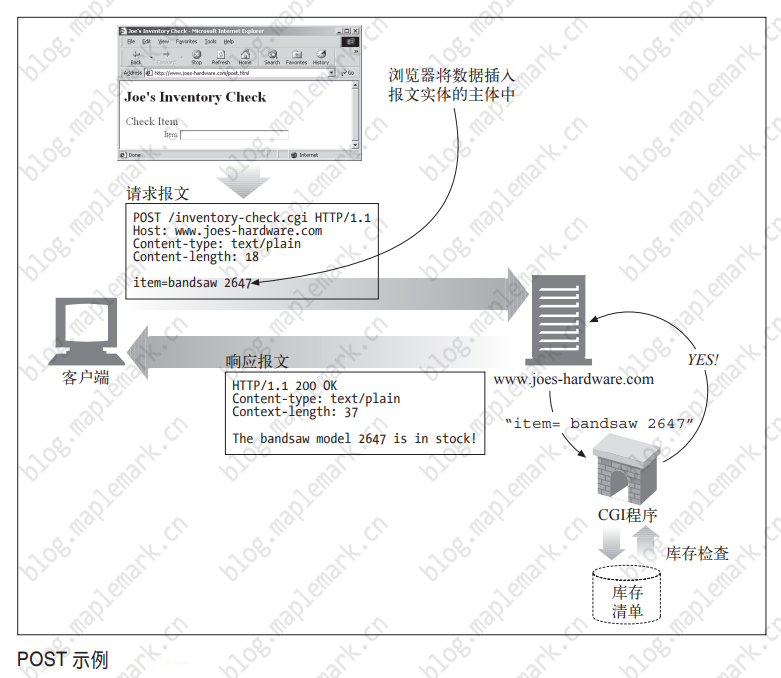 Joe's Inventory Check - Microsoft Internet Explorer
File Edit View Favorites Tools Help
Back Stop Refresh Home Search Favorites History
Address http://www.joes-hardware.com/post.html Go
Joe's Inventory Check
Check Item
Item
Done Internet
浏览器将数据插入
报文实体的主体中
请求报文
POST /inventory-check.cgi HTTP/1.1
Host: www.joes-hardware.com
Content-type: text/plain
Content-length: 18
item=bandsaw 2647
客户端
响应报文
HTTP/1.1 200 OK
Content-type: text/plain
Context-length: 37
The bandsaw model 2647 is in stock!
www.joes-hardware.com
YES!
“item= bandsaw 2647”
CGI程序
库存检查
库存
清单
POST 示例
blog.maplemark.cn